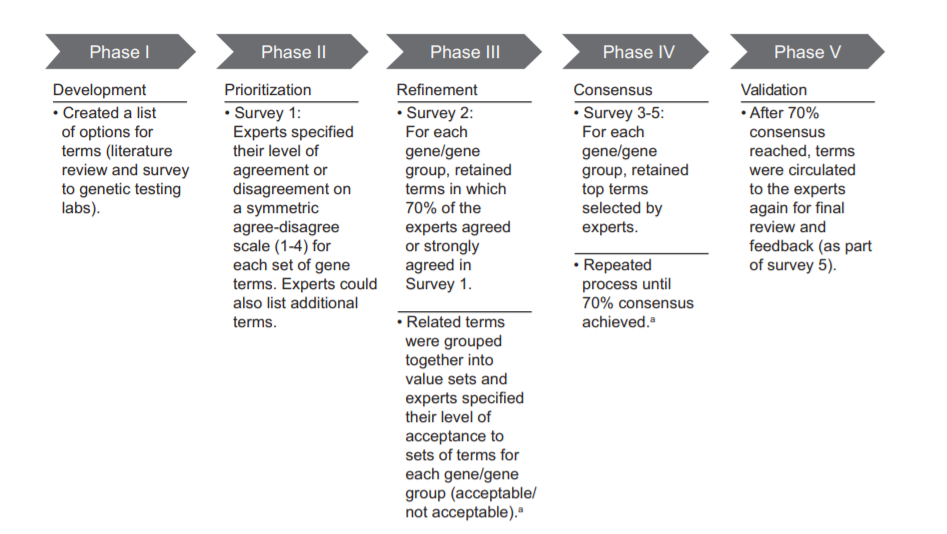 Phase I
Phase II
Phase III
Phase IV
Phase V
Development
• Created a list
of options for
terms (literature
review and survey
to genetic testing
labs).
Prioritization
• Survey 1:
Experts specified
their level of
agreement or
disagreement on
a symmetric
agree-disagree
scale (1-4) for
each set of gene
terms. Experts could
also list additional
terms.
Refinement
• Survey 2:
For each
gene/gene
group, retained
terms in which
70% of the
experts agreed
or strongly
agreed in
Survey 1.
• Related terms
were grouped
together into
value sets and
experts specified
their level of
acceptance to
sets of terms for
each gene/gene
group (acceptable/
not acceptable).ª
Consensus
• Survey 3-5:
For each
gene/gene
group, retained
top terms
selected by
experts.
• Repeated
process until
70% consensus
achieved.ª
Validation
• After 70%
consensus
reached, terms
were circulated
to the experts
again for final
review and
feedback (as part
of survey 5).